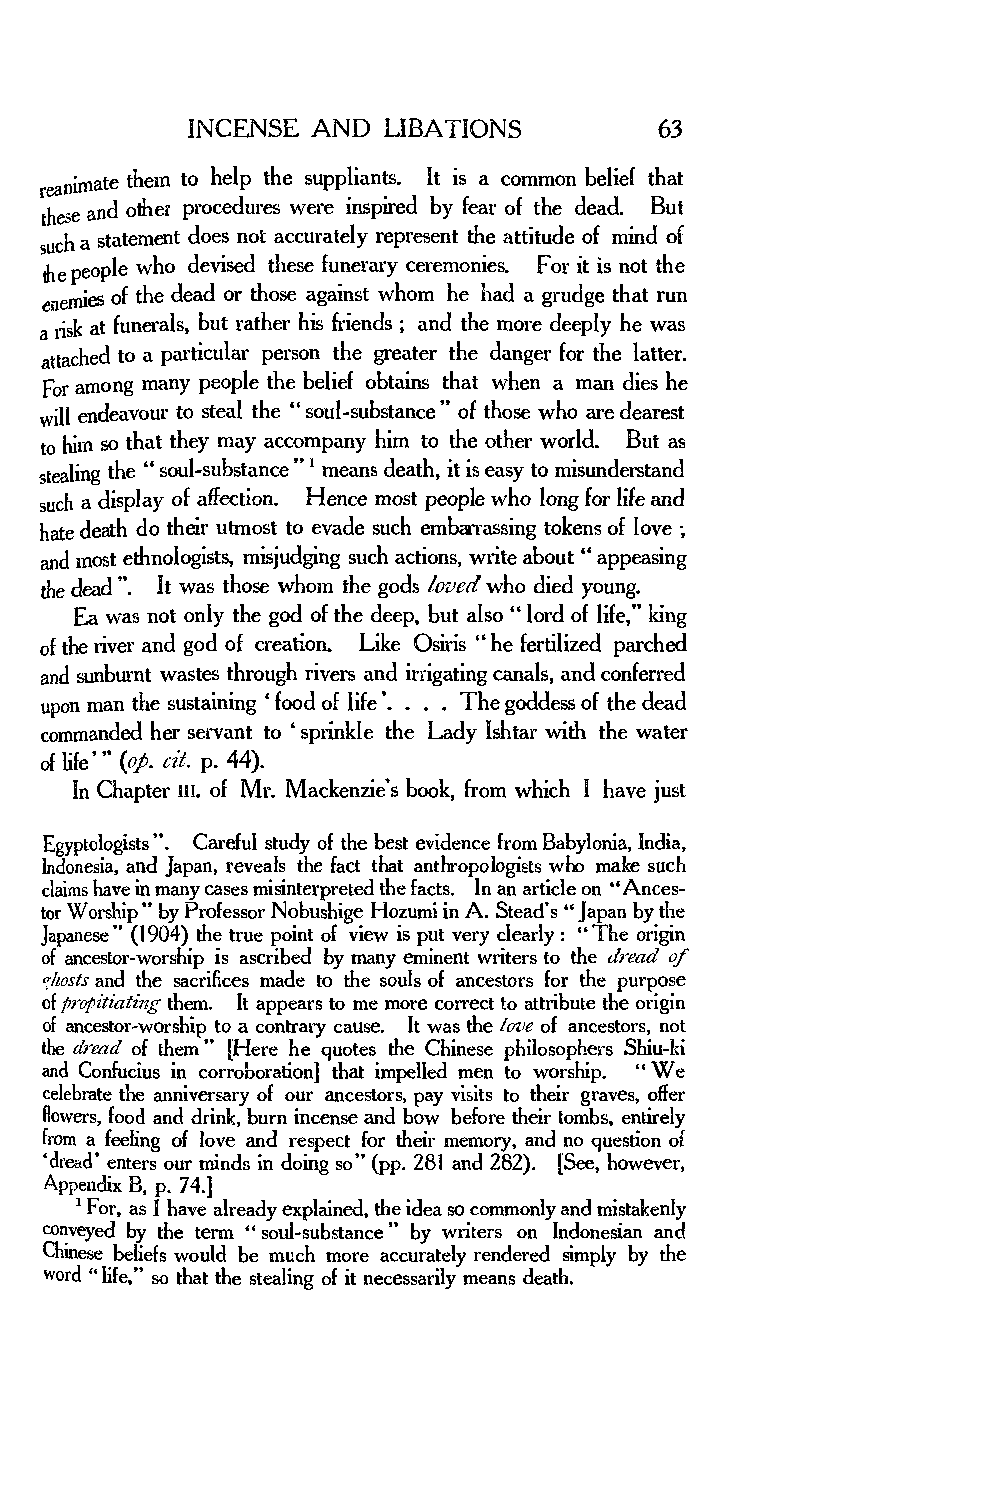 INCENSE AND LIBATIONS 63
reanimate them to help the suppliants. It is a common belief that
these and other procedures were inspired by fear of the dead. But
such a statement does not accurately represent the attitude of mind of
the people who devised these funerary ceremonies. For it is not the
enemies of the dead or those against whom he had a grudge that run
a risk at funerals, but rather his friends ; and the more deeply he was
attached to a particular person the greater the danger for the latter.
For among many people the belief obtains that when a man dies he
will endeavour to steal the “ soul-substance ” of those who are dearest
to him so that they may accompany him to the other world. But as
stealing the “ soul-substance ” ¹ means death, it is easy to misunderstand
such a display of affection. Hence most people who long for life and
hate death do their utmost to evade such embarrassing tokens of love ;
and most ethnologists, misjudging such actions, write about “ appeasing
the dead ”. It was those whom the gods loved who died young.
Ea was not only the god of the deep, but also “ lord of life,” king
of the river and god of creation. Like Osiris “ he fertilized parched
and sunburnt wastes through rivers and irrigating canals, and conferred
upon man the sustaining ‘ food of life ’. . . . The goddess of the dead
commanded her servant to ‘ sprinkle the Lady Ishtar with the water
of life ’ ” (op. cit. p. 44).
In Chapter III. of Mr. Mackenzie's book, from which I have just
Egyptologists ”. Careful study of the best evidence from Babylonia, India,
Indonesia, and Japan, reveals the fact that anthropologists who make such
claims have in many cases misinterpreted the facts. In an article on “Ances-
tor Worship ” by Professor Nobushige Hozumi in A. Stead's “ Japan by the
Japanese ” (1904) the true point of view is put very clearly : “ The origin
of ancestor-worship is ascribed by many eminent writers to the dread of
ghosts and the sacrifices made to the souls of ancestors for the purpose
of propitiating them. It appears to me more correct to attribute the origin
of ancestor-worship to a contrary cause. It was the love of ancestors, not
the dread of them ” [Here he quotes the Chinese philosophers Shiu-ki
and Confucius in corroboration] that impelled men to worship. “ We
celebrate the anniversary of our ancestors, pay visits to their graves, offer
flowers, food and drink, burn incense and bow before their tombs, entirely
from a feeling of love and respect for their memory, and no question of
‘dread’ enters our minds in doing so” (pp. 281 and 282). [See, however,
Appendix B, p. 74.]
¹ For, as I have already explained, the idea so commonly and mistakenly
conveyed by the term “ soul-substance ” by writers on Indonesian and
Chinese beliefs would be much more accurately rendered simply by the
word “ life,” so that the stealing of it necessarily means death.